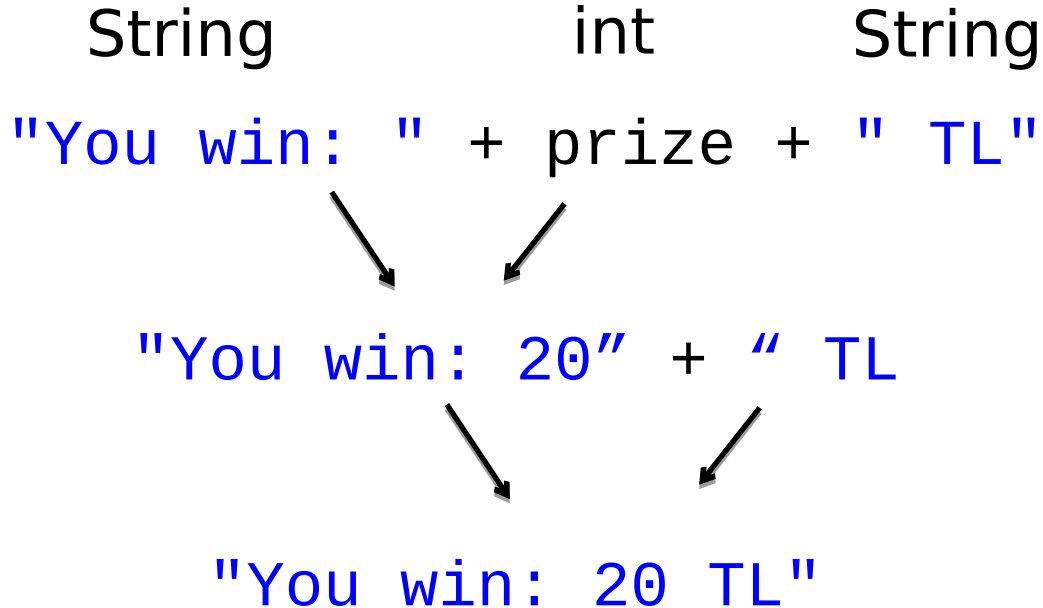 String int String
"You win: " + prize + " TL"
"You win: 20” + “ TL
"You win: 20 TL"